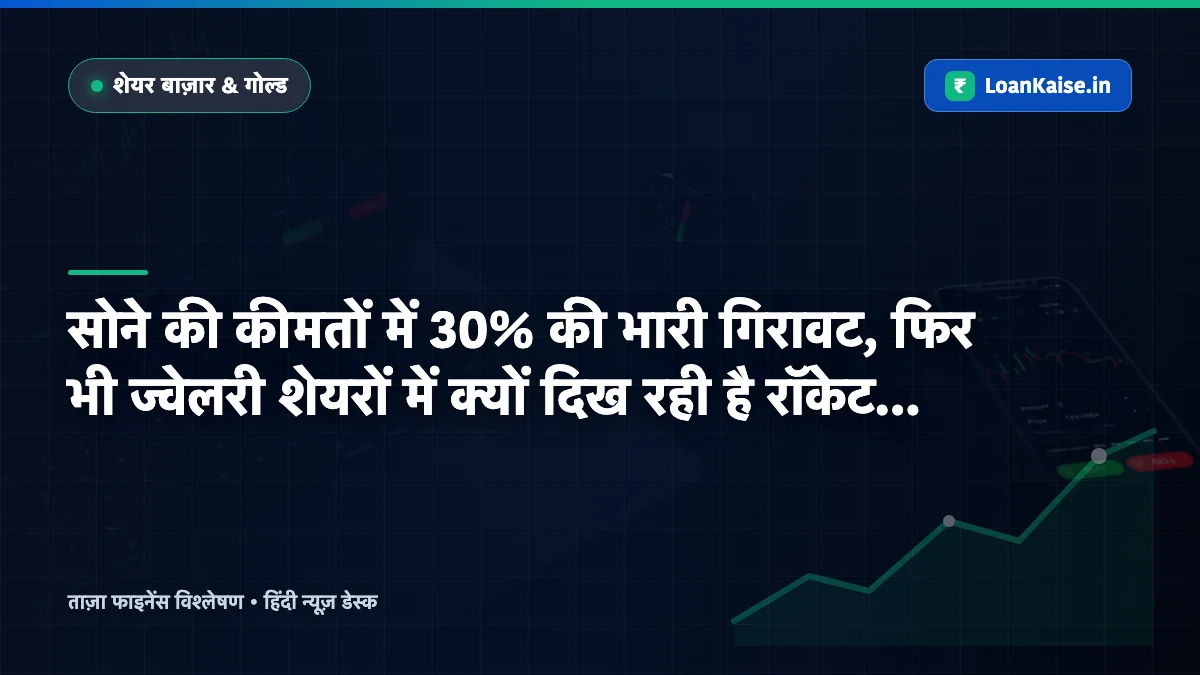 शेयर बाज़ार & गोल्ड
₹ LoanKaise.in
सोने की कीमतों में 30% की भारी गिरावट, फिर
भी ज्वेलरी शेयरों में क्यों दिख रही है रॉकेट...
ताज़ा फाइनेंस विश्लेषण • हिंदी न्यूज़ डेस्क